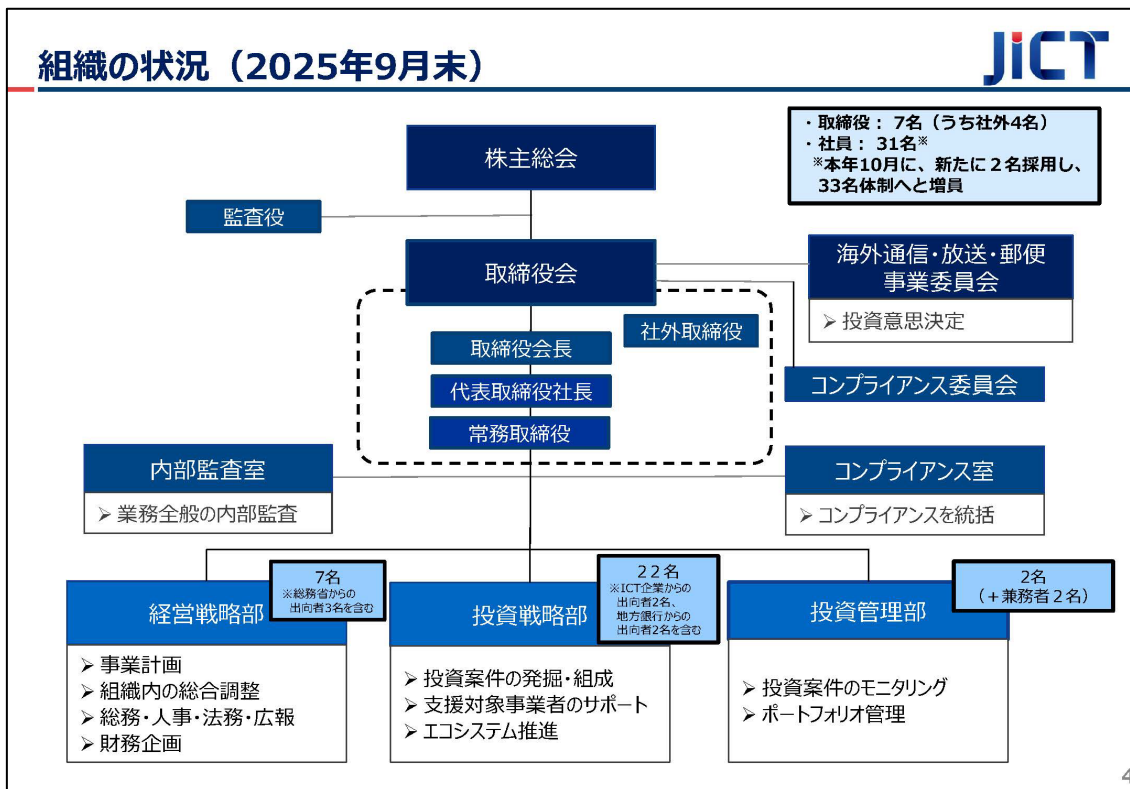 組織の状況（2025年9月末）
JiCT
・取締役： 7名（うち社外4名）
・社員： 31名※
※本年10月に、新たに２名採用し、
33名体制へと増員
株主総会
監査役
取締役会
海外通信・放送・郵便
事業委員会
➢ 投資意思決定
社外取締役
取締役会長
代表取締役社長
常務取締役
コンプライアンス委員会
内部監査室
➢ 業務全般の内部監査
コンプライアンス室
➢ コンプライアンスを統括
7名
※総務省からの
出向者3名を含む
経営戦略部
➢ 事業計画
➢ 組織内の総合調整
➢ 総務・人事・法務・広報
➢ 財務企画
２２名
※ICT企業からの
出向者2名、
地方銀行からの
出向者2名を含む
投資戦略部
➢ 投資案件の発掘・組成
➢ 支援対象事業者のサポート
➢ エコシステム推進
2名
（＋兼務者２名）
投資管理部
➢ 投資案件のモニタリング
➢ ポートフォリオ管理
4